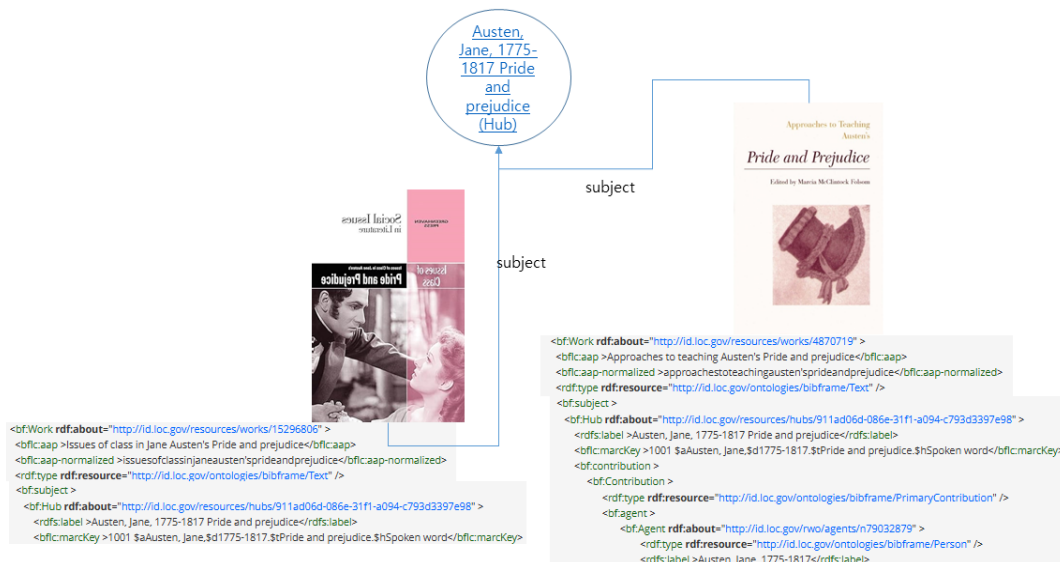 Austen,
Jane, 1775-
1817 Pride
and
prejudice
(Hub)
subject
subject
Approaches to Teaching
Austen's
Pride and Prejudice
Edited by Marcia McClintock Folsom
Social Issues
in Literature
GREENHAVEN
PRESS
Issues of
Class
Issues of Class in Jane Austen's
Pride and Prejudice
<bf:Work rdf:about="http://id.loc.gov/resources/works/15296806" >
<bflc:aap >Issues of class in Jane Austen's Pride and prejudice</bflc:aap>
<bflc:aap-normalized >issuesofclassinjaneausten'sprideandprejudice</bflc:aap-normalized>
<rdf:type rdf:resource="http://id.loc.gov/ontologies/bibframe/Text" />
<bf:subject >
<bf:Hub rdf:about="http://id.loc.gov/resources/hubs/911ad06d-086e-31f1-a094-c793d3397e98" >
<rdfs:label >Austen, Jane, 1775-1817 Pride and prejudice</rdfs:label>
<bflc:marcKey >1001 $aAusten, Jane,$d1775-1817.$tPride and prejudice.$hSpoken word</bflc:marcKey>
<bf:Work rdf:about="http://id.loc.gov/resources/works/4870719" >
<bflc:aap >Approaches to teaching Austen's Pride and prejudice</bflc:aap>
<bflc:aap-normalized >approachestoteachingausten'sprideandprejudice</bflc:aap-normalized>
<rdf:type rdf:resource="http://id.loc.gov/ontologies/bibframe/Text" />
<bf:subject >
<bf:Hub rdf:about="http://id.loc.gov/resources/hubs/911ad06d-086e-31f1-a094-c793d3397e98" >
<rdfs:label >Austen, Jane, 1775-1817 Pride and prejudice</rdfs:label>
<bflc:marcKey >1001 $aAusten, Jane,$d1775-1817.$tPride and prejudice.$hSpoken word</bflc:marcKey>
<bf:contribution >
<bf:Contribution >
<rdf:type rdf:resource="http://id.loc.gov/ontologies/bibframe/PrimaryContribution" />
<bf:agent >
<bf:Agent rdf:about="http://id.loc.gov/rwo/agents/n79032879" >
<rdf:type rdf:resource="http://id.loc.gov/ontologies/bibframe/Person" />
<rdfs:label >Austen, Jane, 1775-1817</rdfs:label>